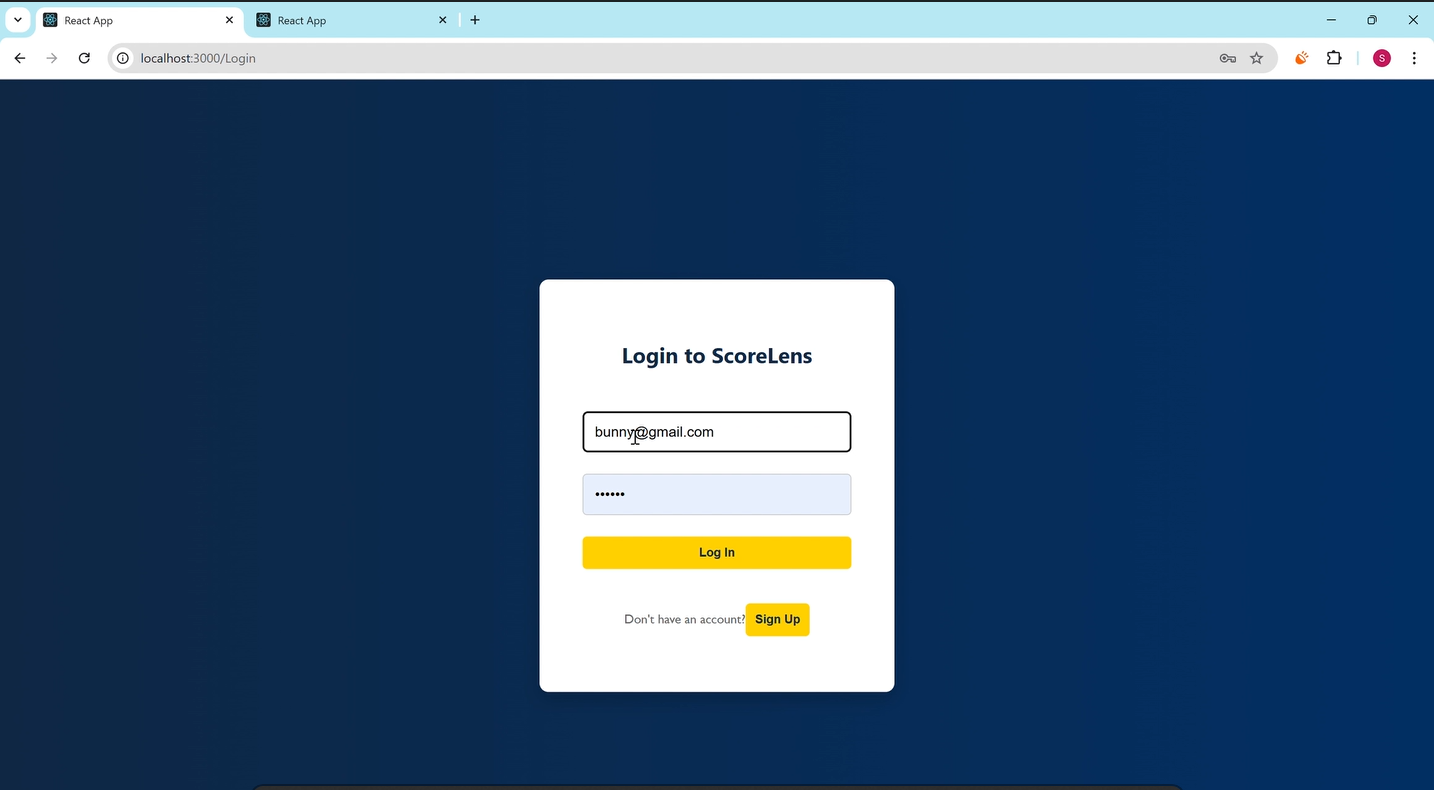 React App
React App
localhost:3000/Login
S
Login to ScoreLens
bunny@gmail.com
••••••
Log In
Don't have an account? Sign Up